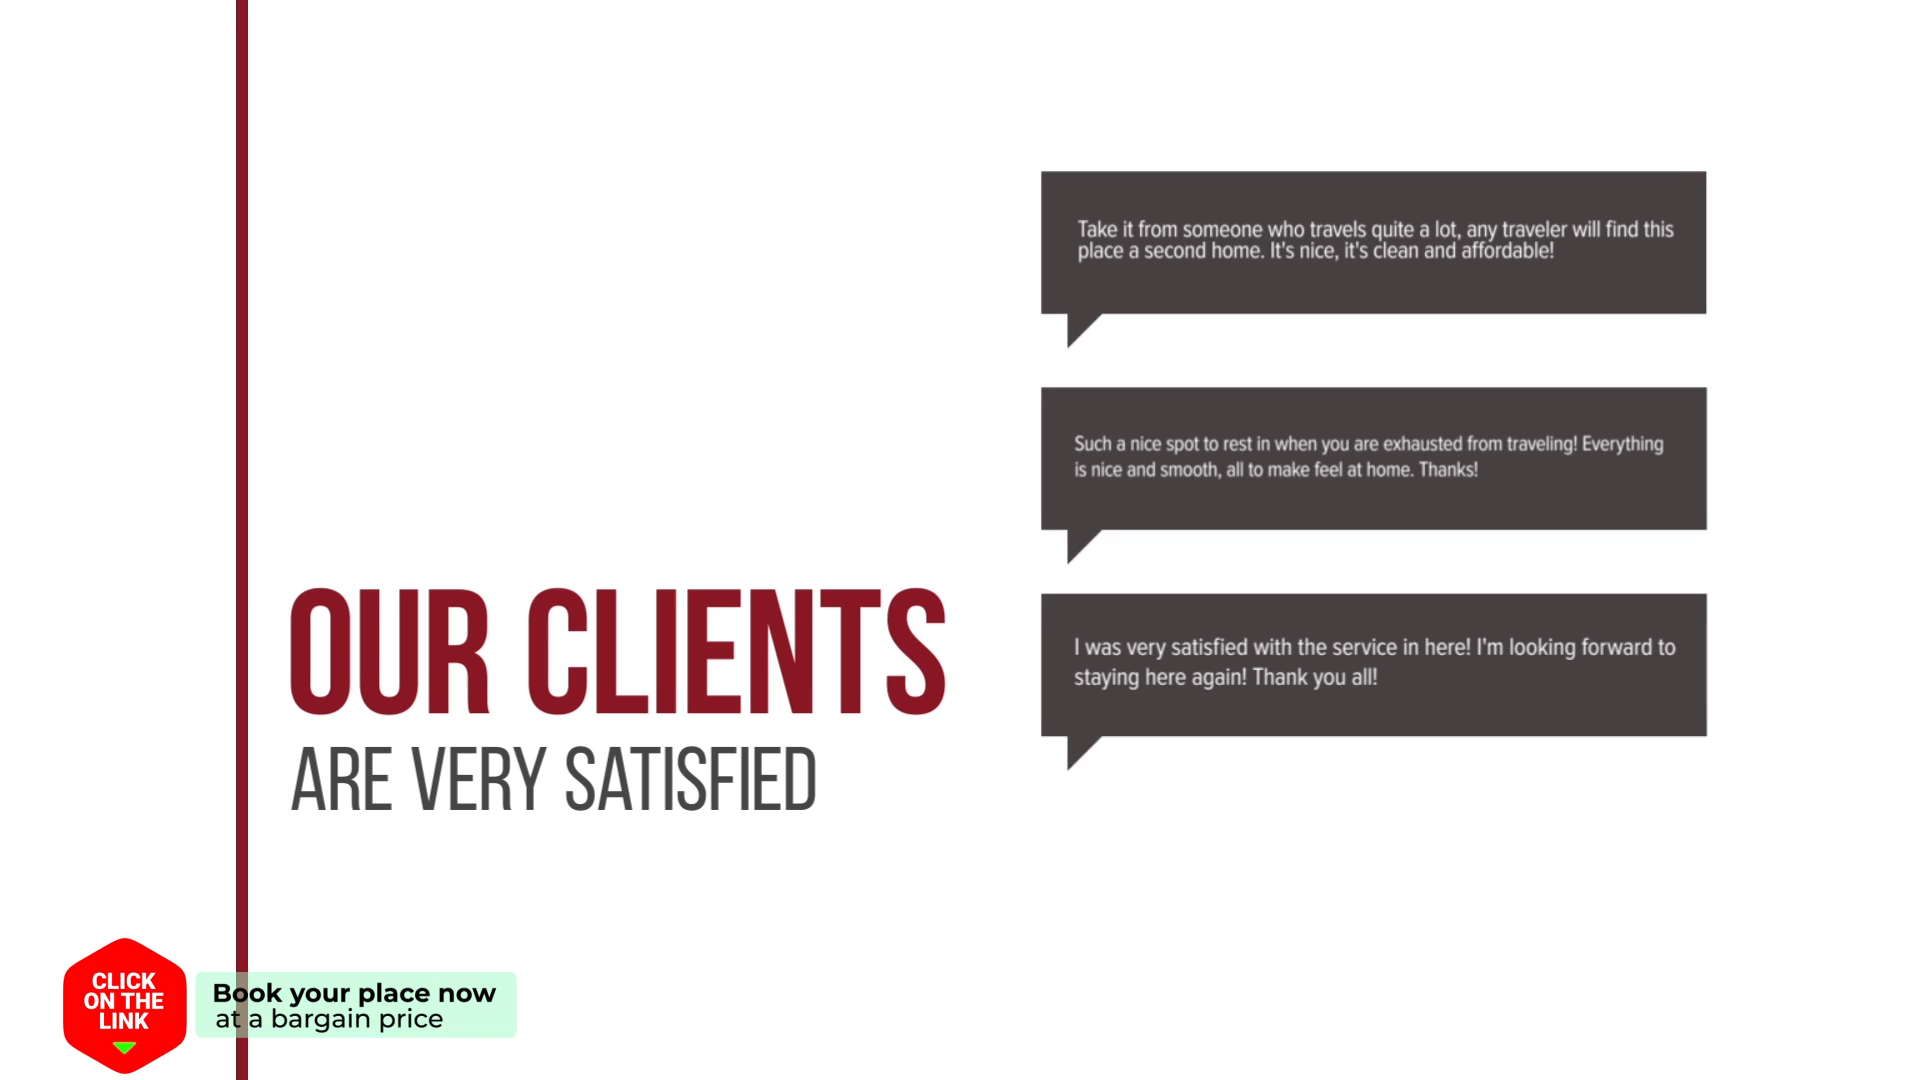 OUR CLIENTS
ARE VERY SATISFIED
Take it from someone who travels quite a lot, any traveler will find this
place a second home. It's nice, it's clean and affordable!
Such a nice spot to rest in when you are exhausted from traveling! Everything
is nice and smooth, all to make feel at home. Thanks!
I was very satisfied with the service in here! I'm looking forward to
staying here again! Thank you all!
CLICK
ON THE
LINK
Book your place now
at a bargain price